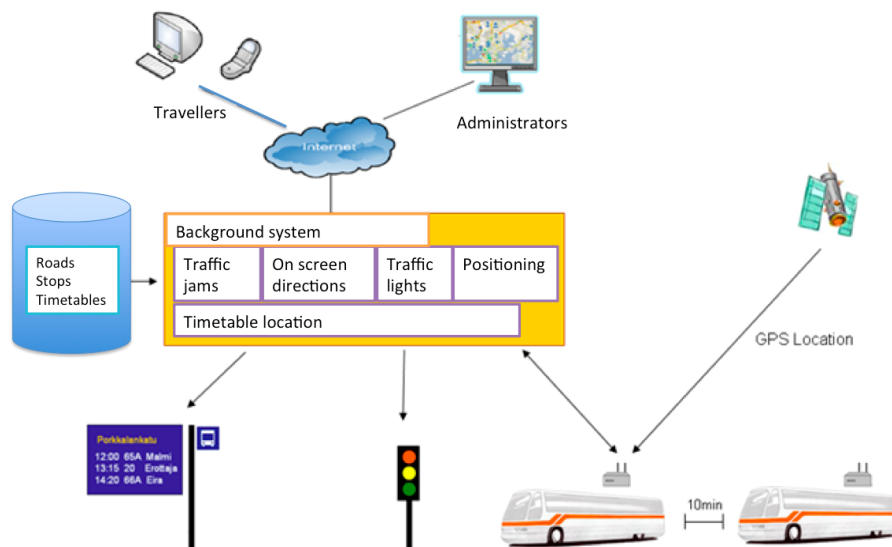 Travellers
Administrators
Internet
Background system
Roads
Stops
Timetables
Traffic
jams
On screen
directions
Traffic
lights
Positioning
Timetable location
GPS Location
Porkkalankatu
12:00 65A Malmi
13:15 20 Erottaja
14:20 66A Eira
10min